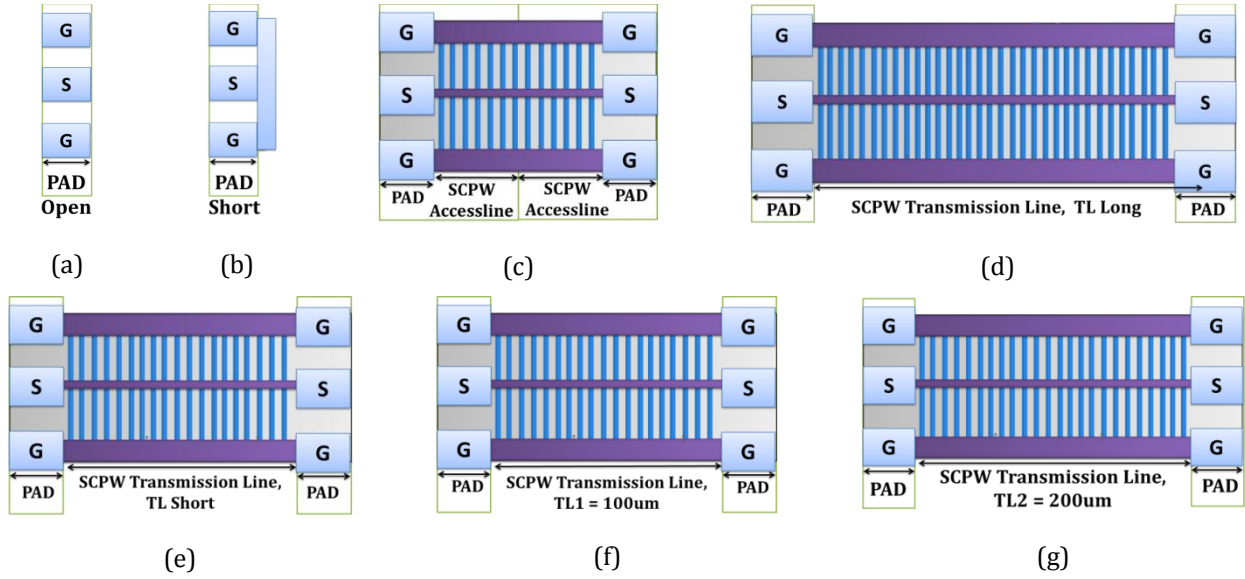 G
S
G
PAD
Open
(a)
G
S
G
PAD
Short
(b)
G G
S S
G G
PAD SCPW Accessline SCPW Accessline PAD
(c)
G G
S S
G G
PAD SCPW Transmission Line, TL Long PAD
(d)
G G
S S
G G
PAD SCPW Transmission Line, PAD
TL Short
(e)
G G
S S
G G
PAD SCPW Transmission Line, PAD
TL1 = 100um
(f)
G G
S S
G G
PAD SCPW Transmission Line, PAD
TL2 = 200um
(g)